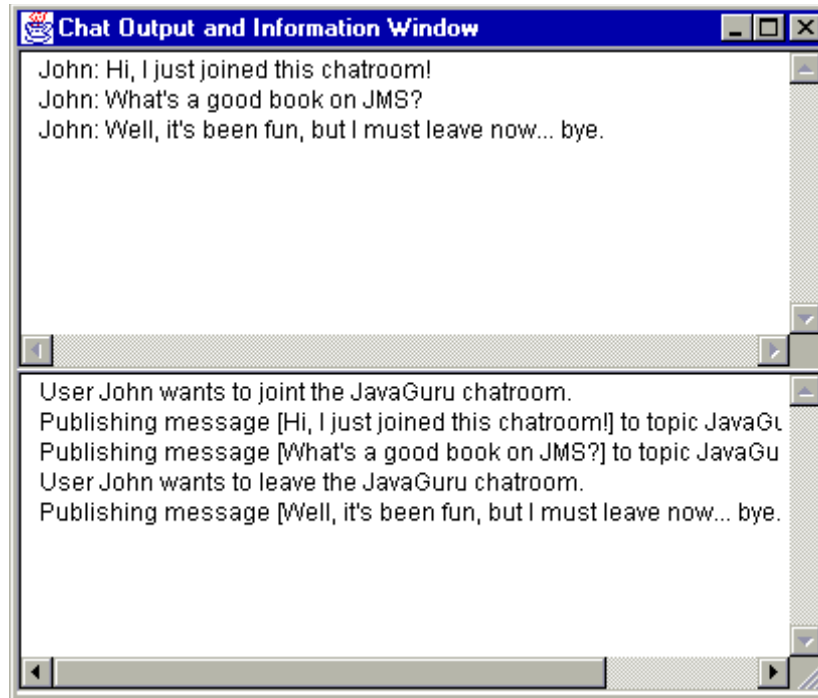 Chat Output and Information Window
John: Hi, I just joined this chatroom!
John: What's a good book on JMS?
John: Well, it's been fun, but I must leave now... bye.
User John wants to joint the JavaGuru chatroom.
Publishing message [Hi, I just joined this chatroom!] to topic JavaGu
Publishing message [What's a good book on JMS?] to topic JavaGu
User John wants to leave the JavaGuru chatroom.
Publishing message [Well, it's been fun, but I must leave now... bye.